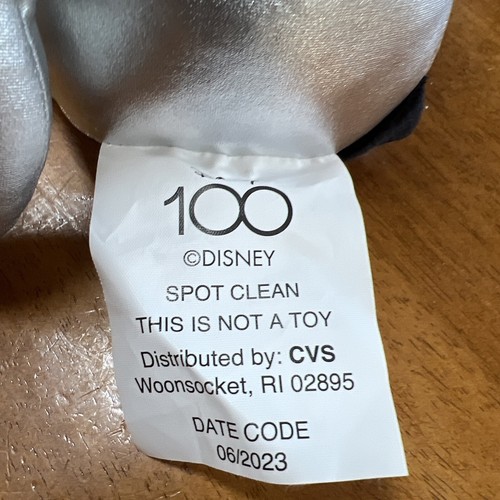 100
©DISNEY
SPOT CLEAN
THIS IS NOT A TOY
Distributed by: CVS
Woonsocket, RI 02895
DATE CODE
06/2023